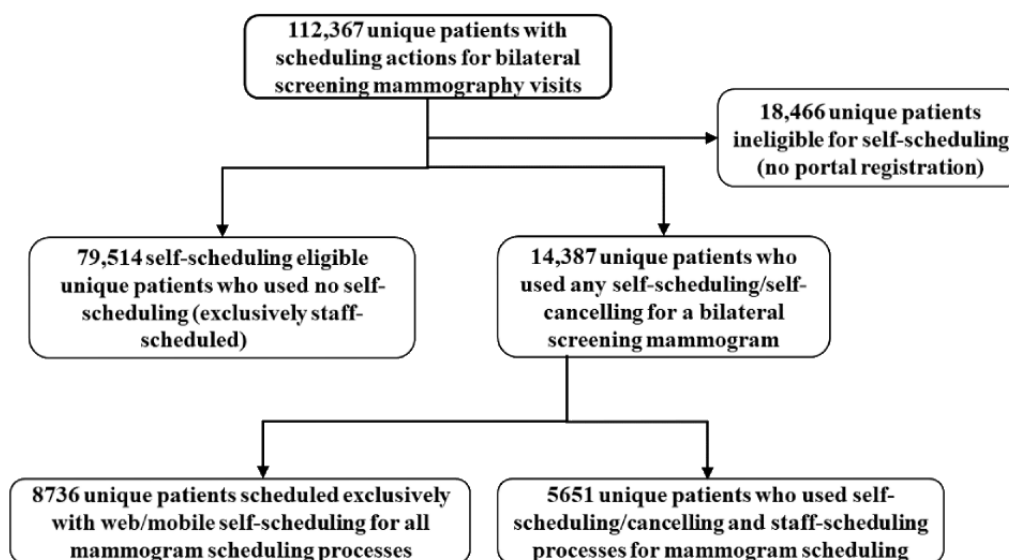 112,367 unique patients with
scheduling actions for bilateral
screening mammography visits
18,466 unique patients
ineligible for self-scheduling
(no portal registration)
79,514 self-scheduling eligible
unique patients who used no self-
scheduling (exclusively staff-
scheduled)
14,387 unique patients who
used any self-scheduling/self-
cancelling for a bilateral
screening mammogram
8736 unique patients scheduled exclusively
with web/mobile self-scheduling for all
mammogram scheduling processes
5651 unique patients who used self-
scheduling/cancelling and staff-scheduling
processes for mammogram scheduling